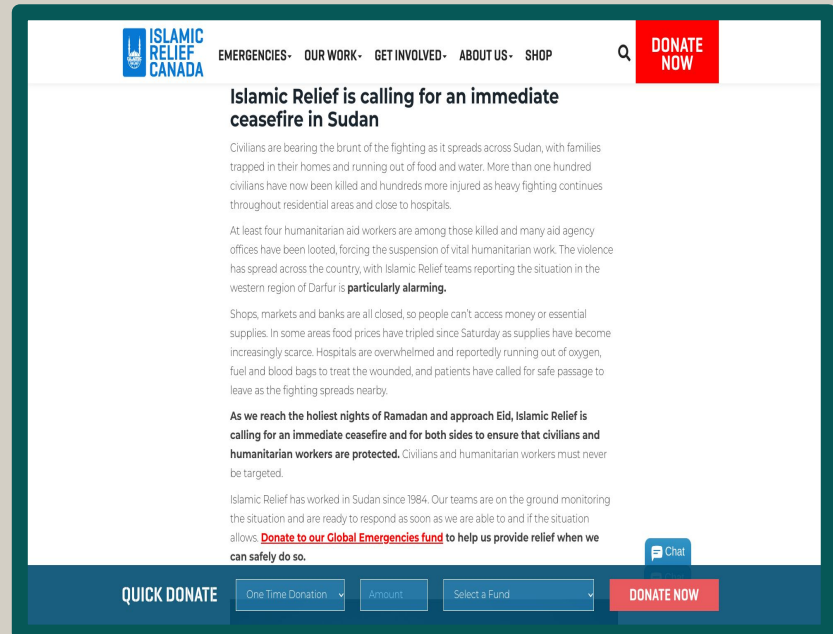 ISLAMIC
RELIEF
CANADA
EMERGENCIES OUR WORK GET INVOLVED ABOUT US SHOP
DONATE
NOW
Islamic Relief is calling for an immediate
ceasefire in Sudan
Civilians are bearing the brunt of the fighting as it spreads across Sudan, with families
trapped in their homes and running out of food and water. More than one hundred
civilians have now been killed and hundreds more injured as heavy fighting continues
throughout residential areas and close to hospitals.
At least four humanitarian aid workers are among those killed and many aid agency
offices have been looted, forcing the suspension of vital humanitarian work. The violence
has spread across the country, with Islamic Relief teams reporting the situation in the
western region of Darfur is particularly alarming.
Shops, markets and banks are all closed, so people can't access money or essential
supplies. In some areas food prices have tripled since Saturday as supplies have become
increasingly scarce. Hospitals are overwhelmed and reportedly running out of oxygen,
fuel and blood bags to treat the wounded, and patients have called for safe passage to
leave as the fighting spreads nearby.
As we reach the holiest nights of Ramadan and approach Eid, Islamic Relief is
calling for an immediate ceasefire and for both sides to ensure that civilians and
humanitarian workers are protected. Civilians and humanitarian workers must never
be targeted.
Islamic Relief has worked in Sudan since 1984. Our teams are on the ground monitoring
the situation and are ready to respond as soon as we are able to and if the situation
allows. Donate to our Global Emergencies fund to help us provide relief when we
can safely do so.
Chat
QUICK DONATE One Time Donation Amount Select a Fund DONATE NOW